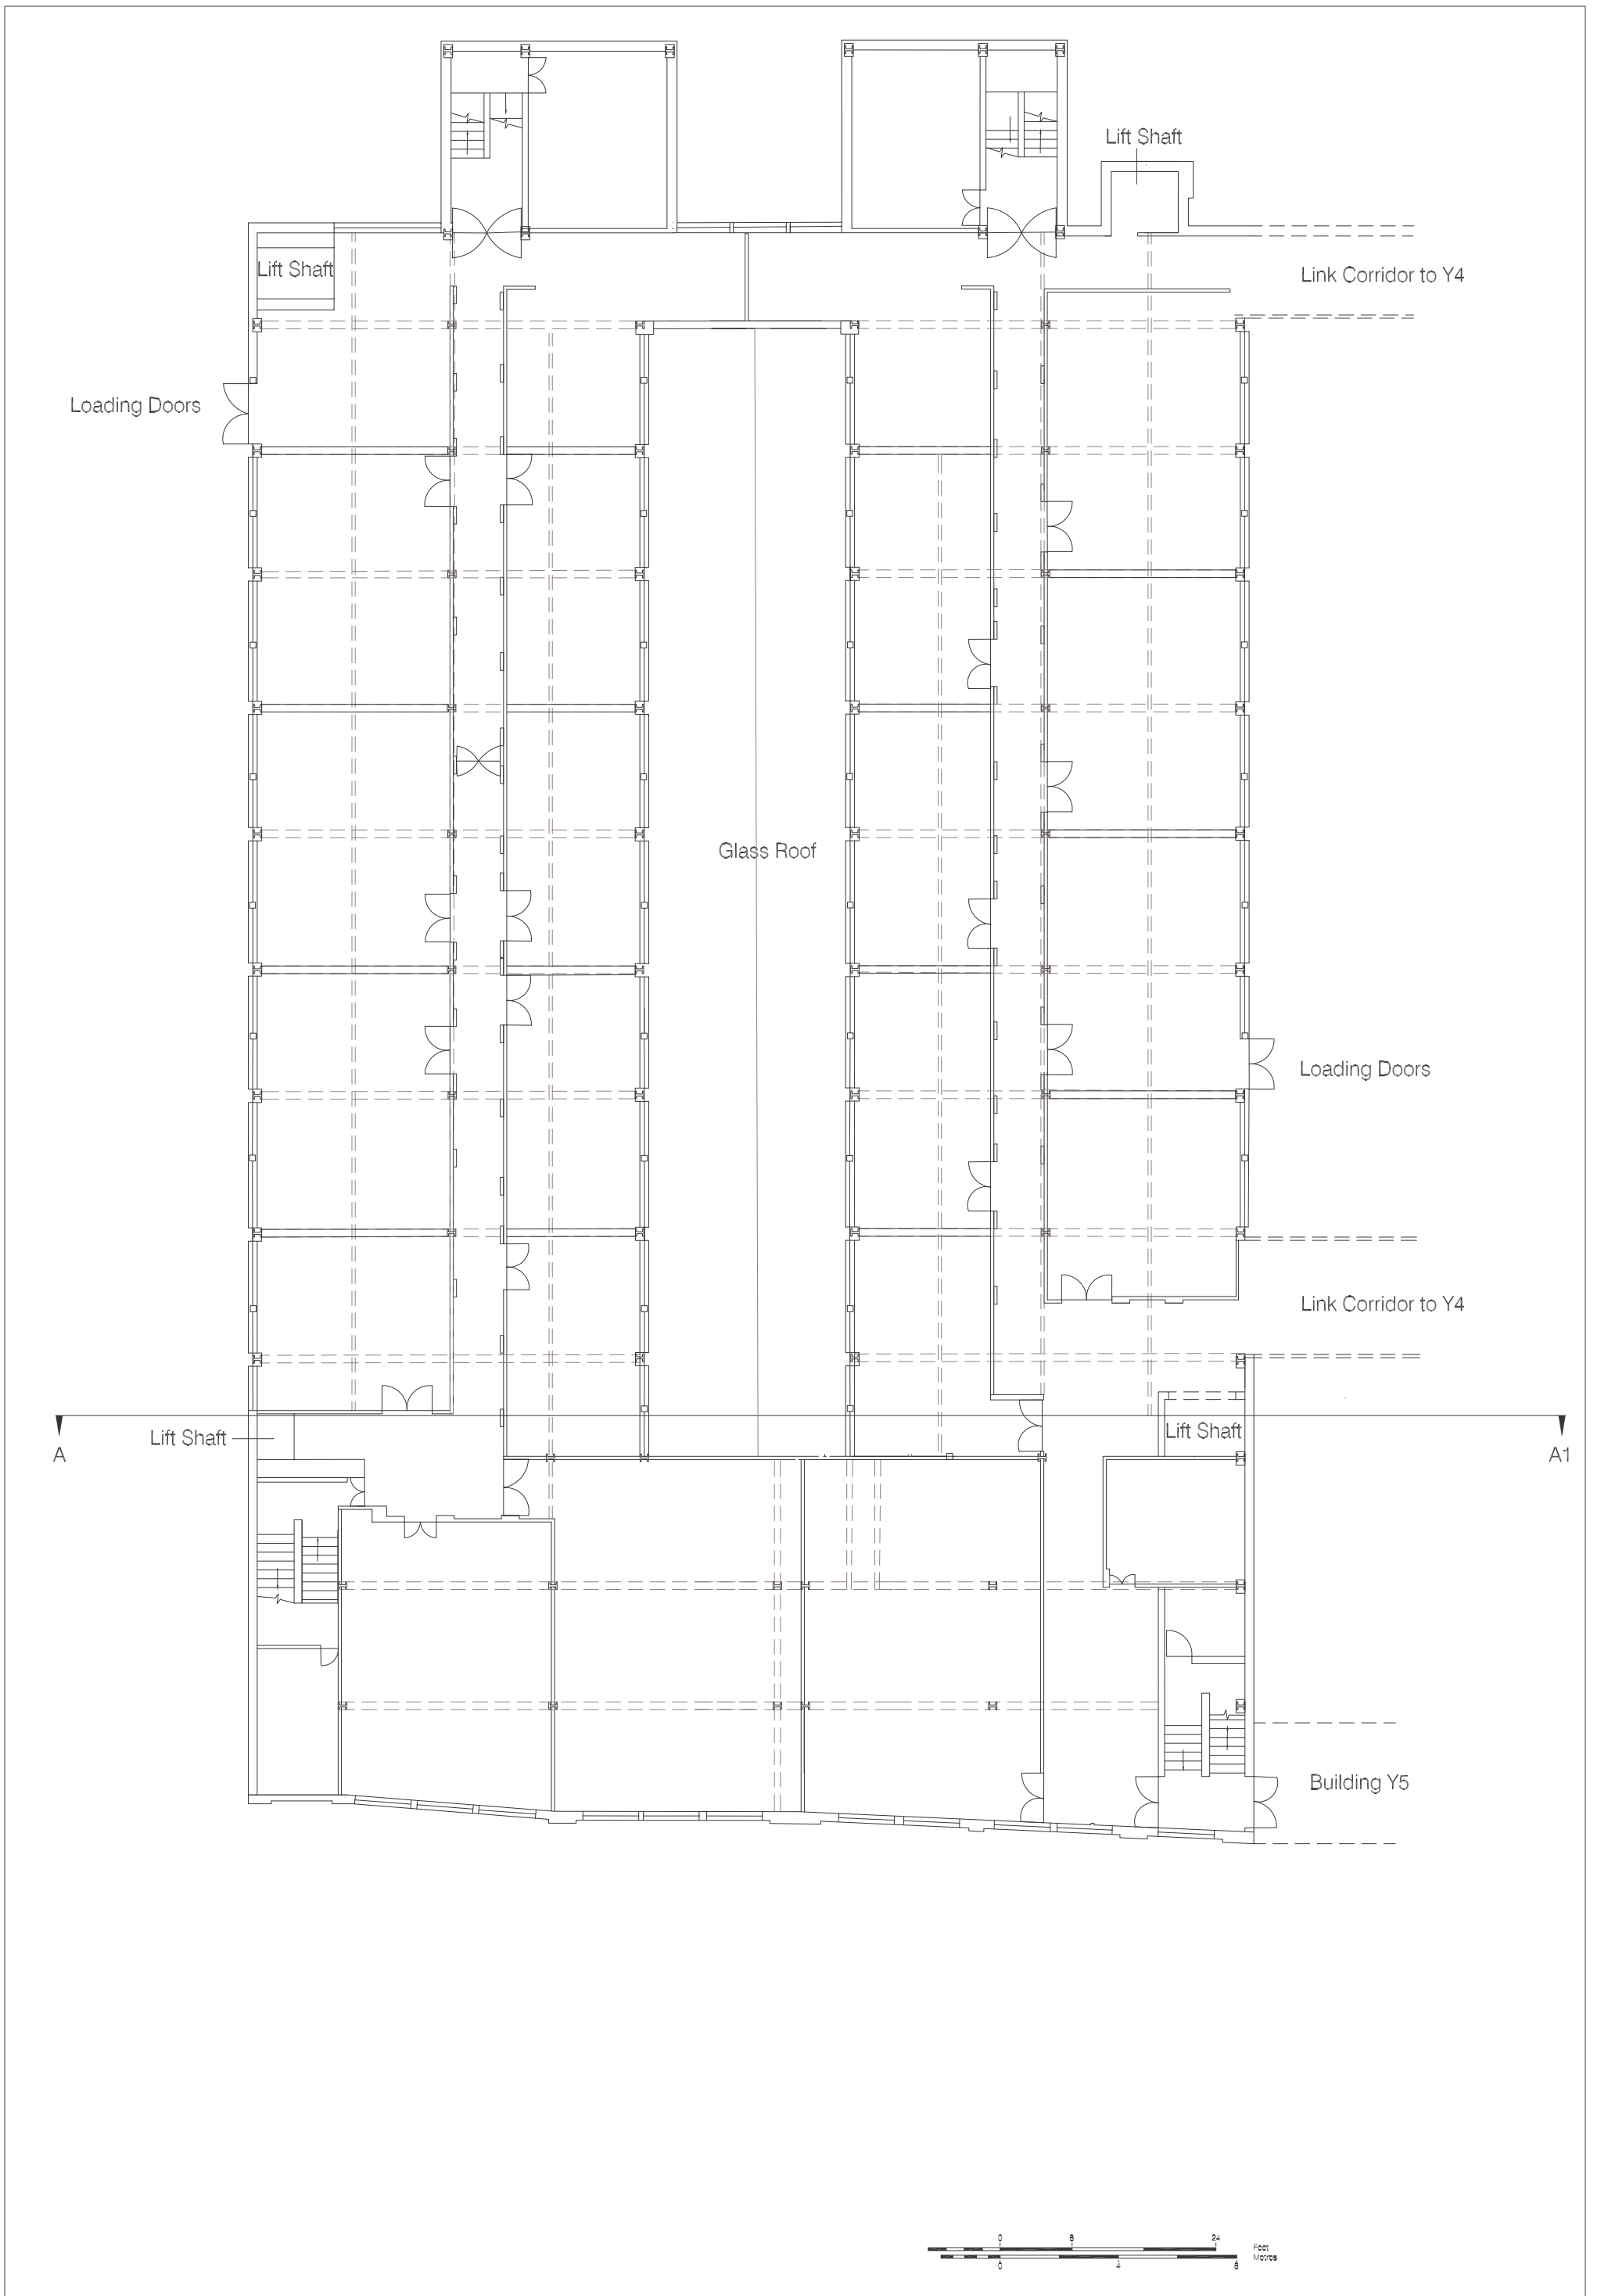 Lift Shaft
Lift Shaft
Link Corridor to Y4
Loading Doors
Glass Roof
Loading Doors
Link Corridor to Y4
Lift Shaft
Lift Shaft
A
A1
Building Y5
0 8 24
Feet
Metres
0 4 8